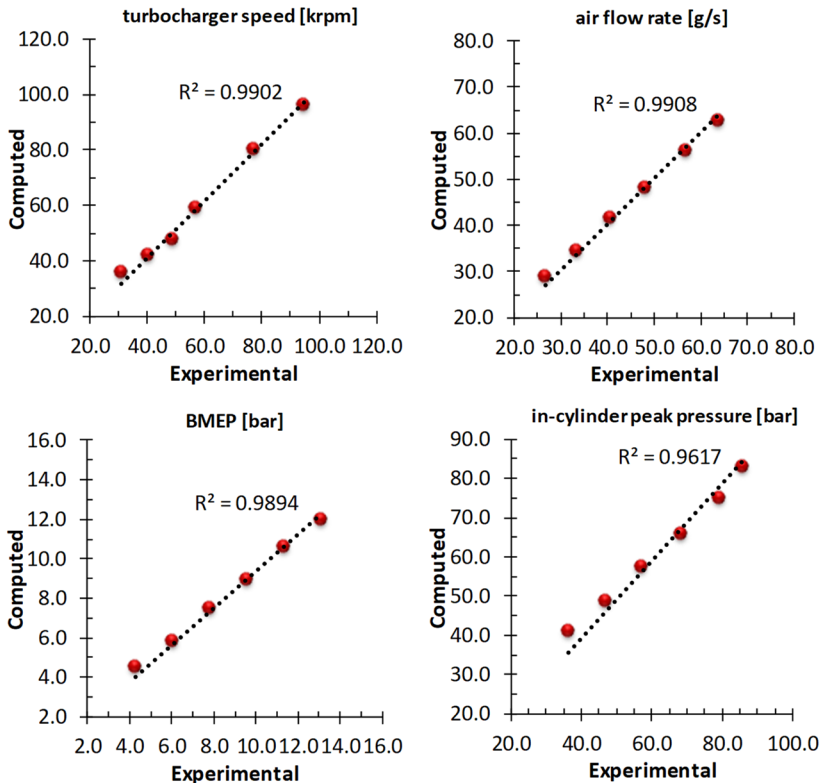 turbocharger speed [krpm]
120.0
100.0
80.0
60.0
40.0
20.0
R² = 0.9902
Computed
20.0 40.0 60.0 80.0 100.0 120.0
Experimental
air flow rate [g/s]
80.0
70.0
60.0
50.0
40.0
30.0
20.0
R² = 0.9908
Computed
20.0 30.0 40.0 50.0 60.0 70.0 80.0
Experimental
BMEP [bar]
16.0
14.0
12.0
10.0
8.0
6.0
4.0
2.0
R² = 0.9894
Computed
2.0 4.0 6.0 8.0 10.0 12.0 14.0 16.0
Experimental
in-cylinder peak pressure [bar]
90.0
80.0
70.0
60.0
50.0
40.0
30.0
20.0
R² = 0.9617
Computed
20.0 40.0 60.0 80.0 100.0
Experimental